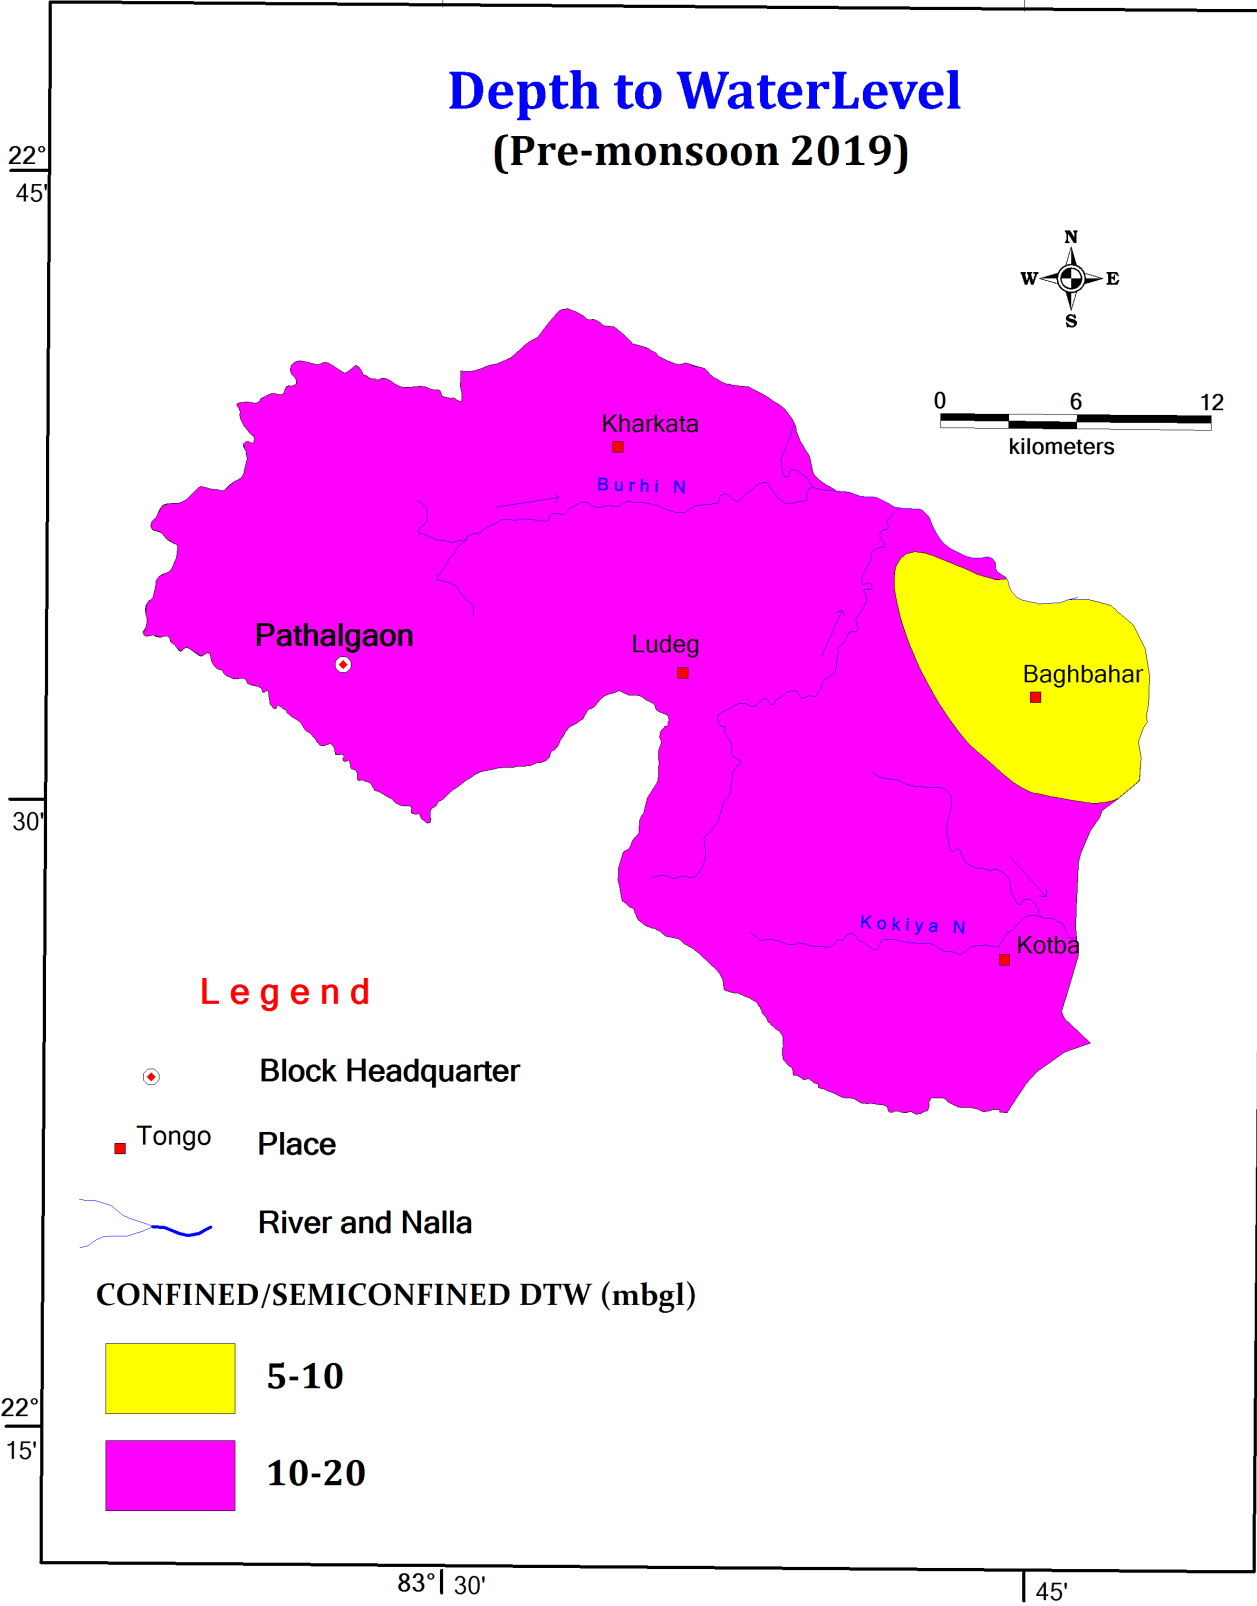 Depth to WaterLevel
(Pre-monsoon 2019)
22°
45'
N
W E
S
0 6 12
kilometers
Kharkata
Burhi N
Pathalgaon
Ludeg
Baghbahar
30'
Kokiya N
Kotba
Legend
Block Headquarter
Tongo Place
River and Nalla
CONFINED/SEMICONFINED DTW (mbgl)
5-10
22°
15'
10-20
83° 30' 45'